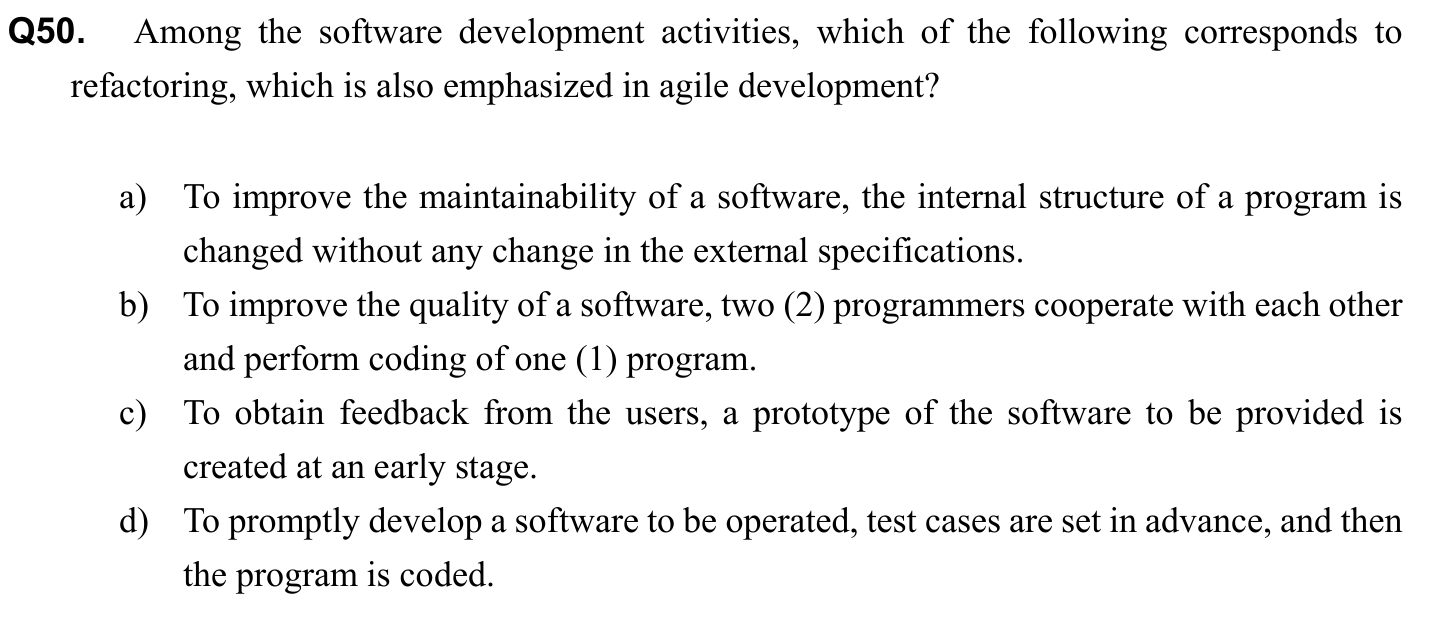 Q50. Among the software development activities, which of the following corresponds to
refactoring, which is also emphasized in agile development?
a) To improve the maintainability of a software, the internal structure of a program is
changed without any change in the external specifications.
b) To improve the quality of a software, two (2) programmers cooperate with each other
and perform coding of one (1) program.
c) To obtain feedback from the users, a prototype of the software to be provided is
created at an early stage.
d) To promptly develop a software to be operated, test cases are set in advance, and then
the program is coded.